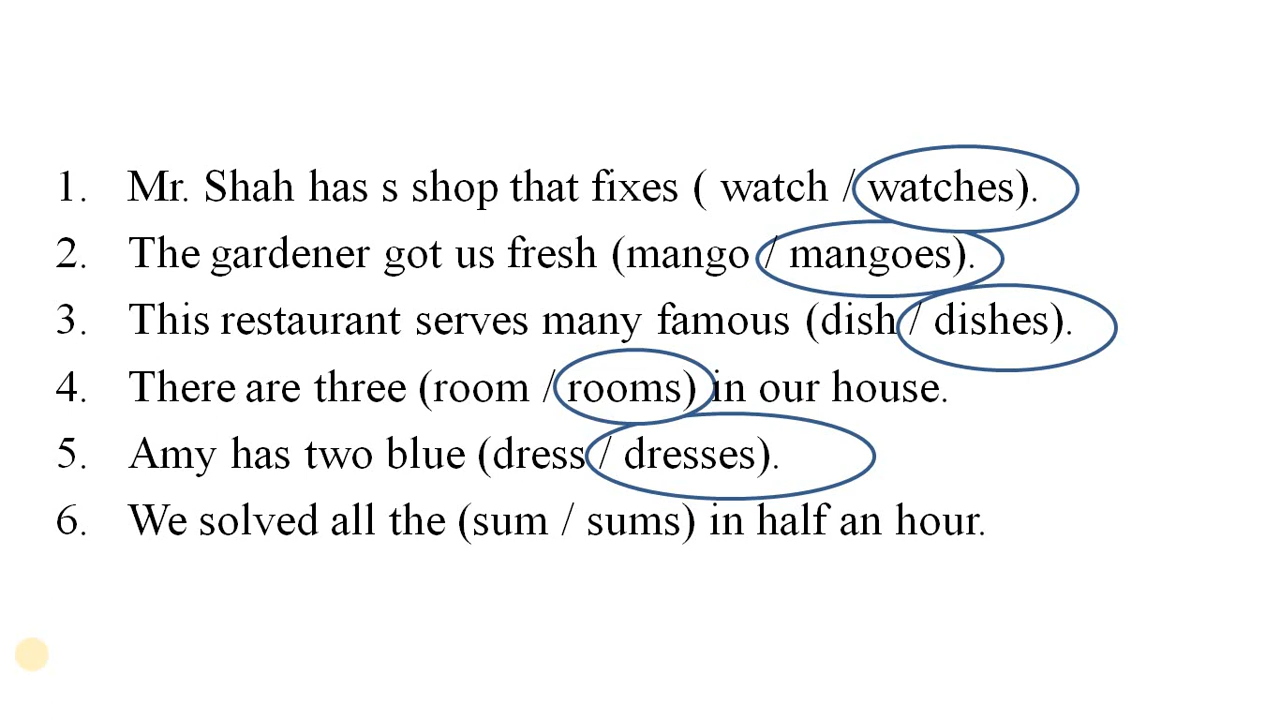 1. Mr. Shah has s shop that fixes ( watch / watches).
2. The gardener got us fresh (mango / mangoes).
3. This restaurant serves many famous (dish / dishes).
4. There are three (room / rooms) in our house.
5. Amy has two blue (dress / dresses).
6. We solved all the (sum / sums) in half an hour.